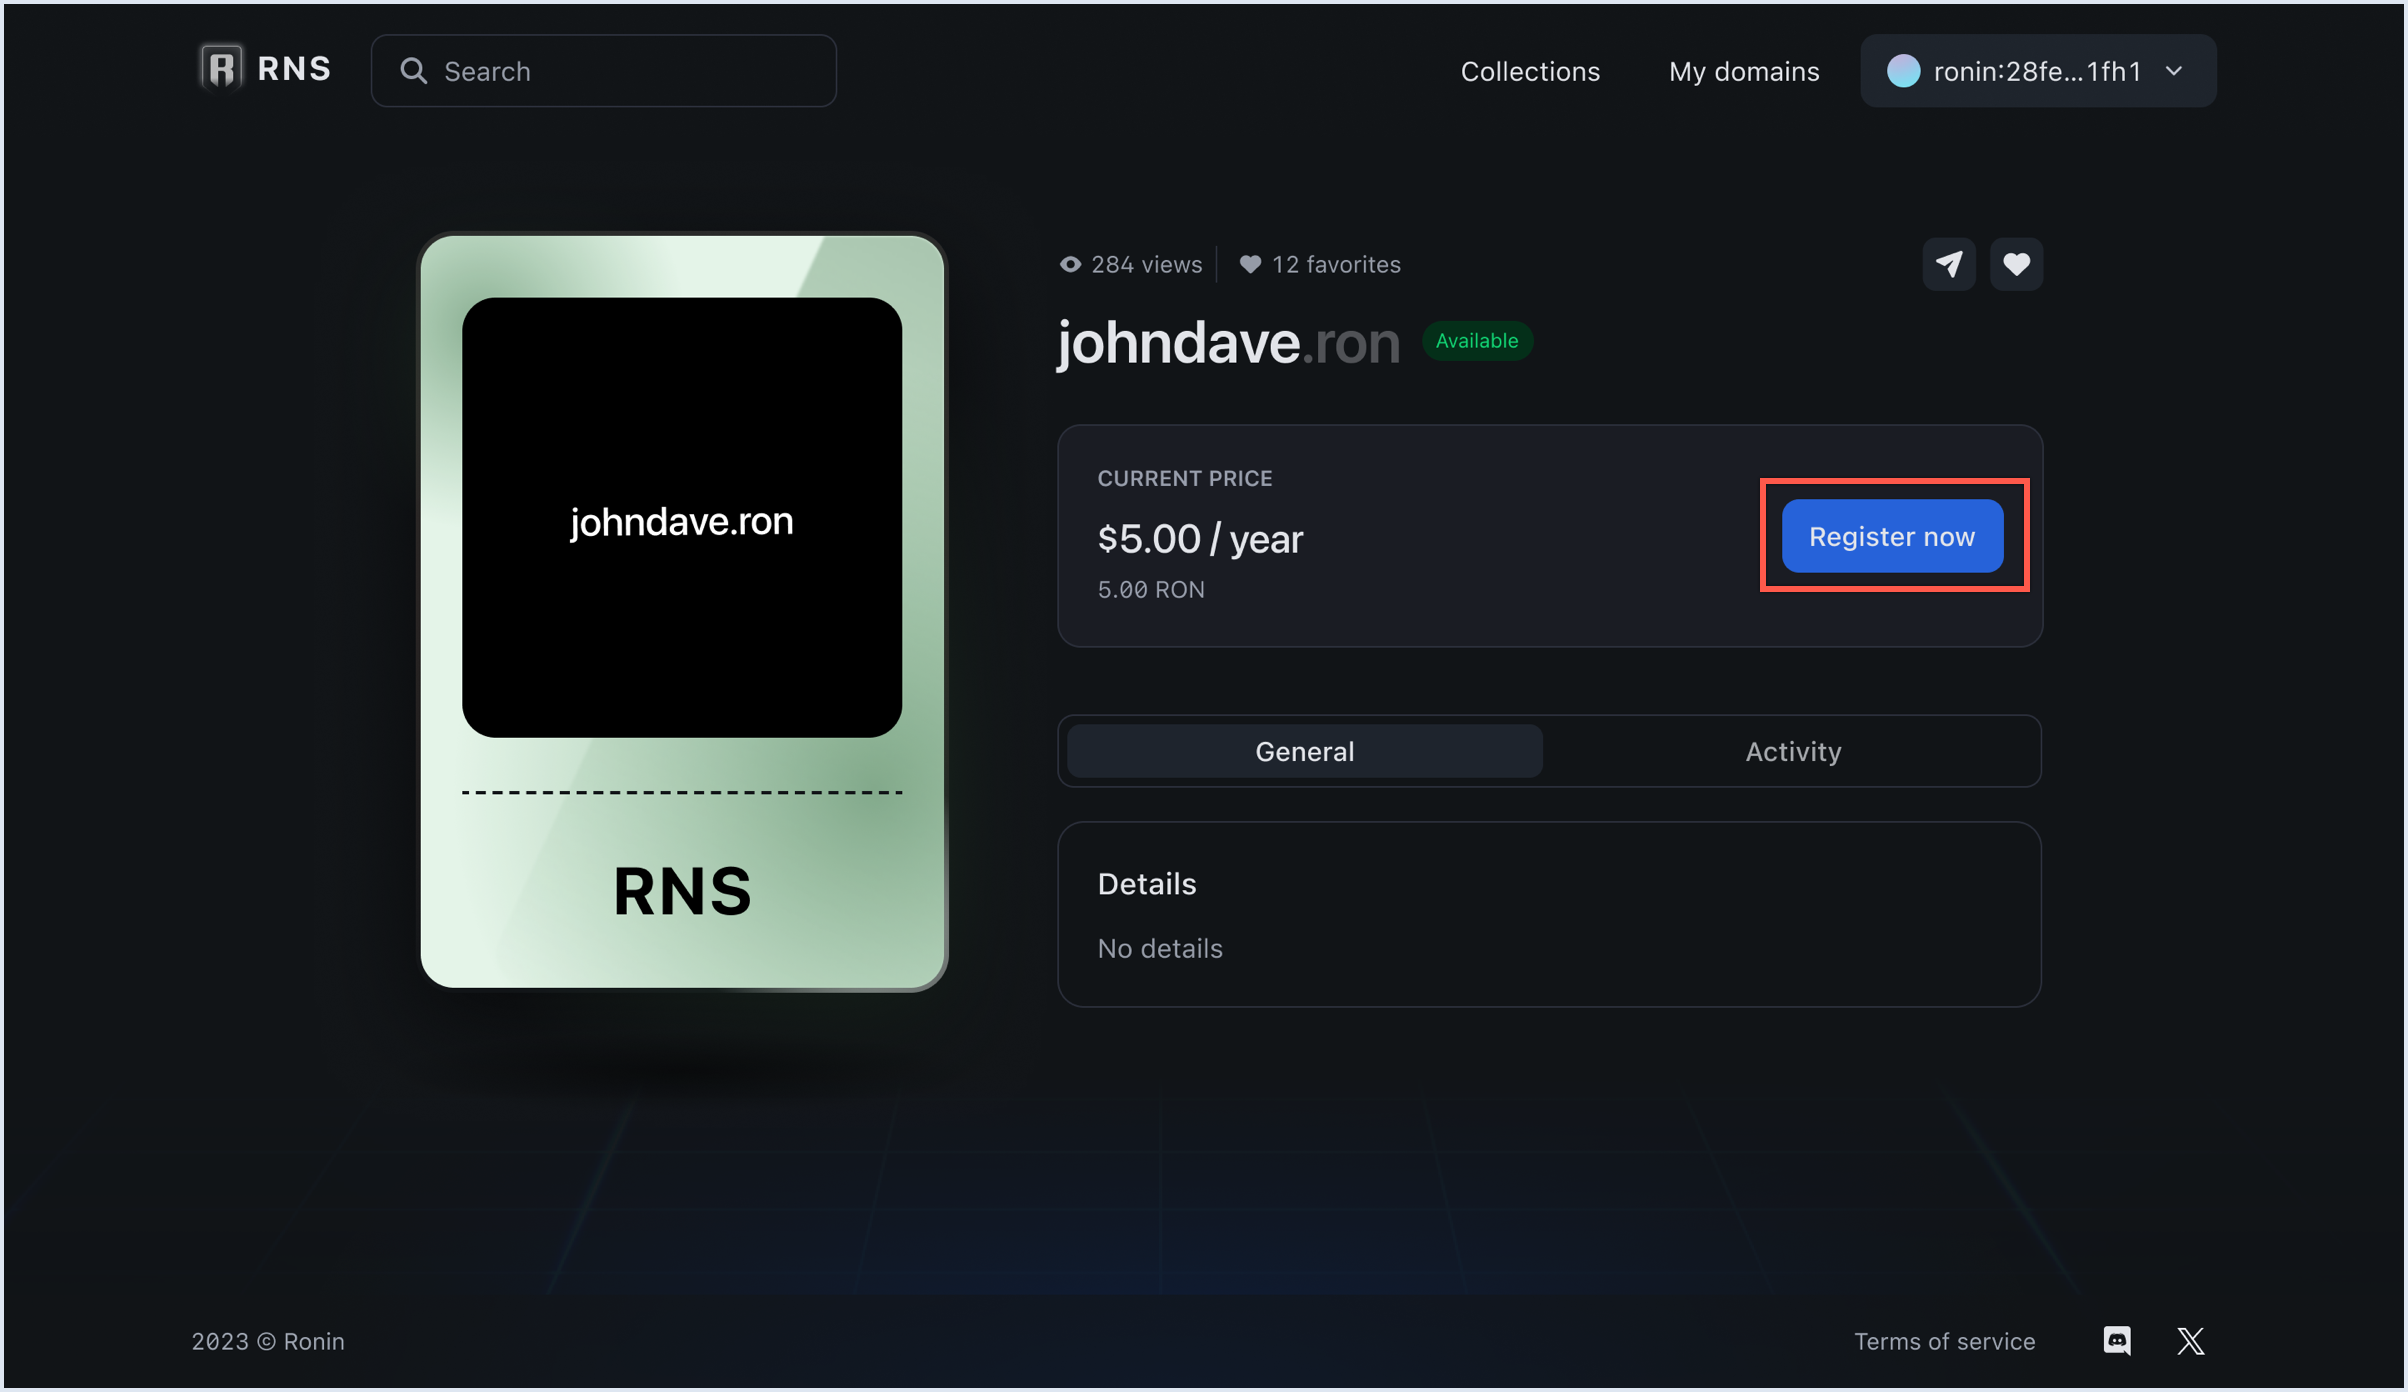 RNS
Search
Collections
My domains
ronin:28fe...1fh1
johndave.ron
RNS
284 views
12 favorites
johndave.ron
Available
CURRENT PRICE
$5.00 / year
5.00 RON
Register now
General
Activity
Details
No details
2023 © Ronin
Terms of service